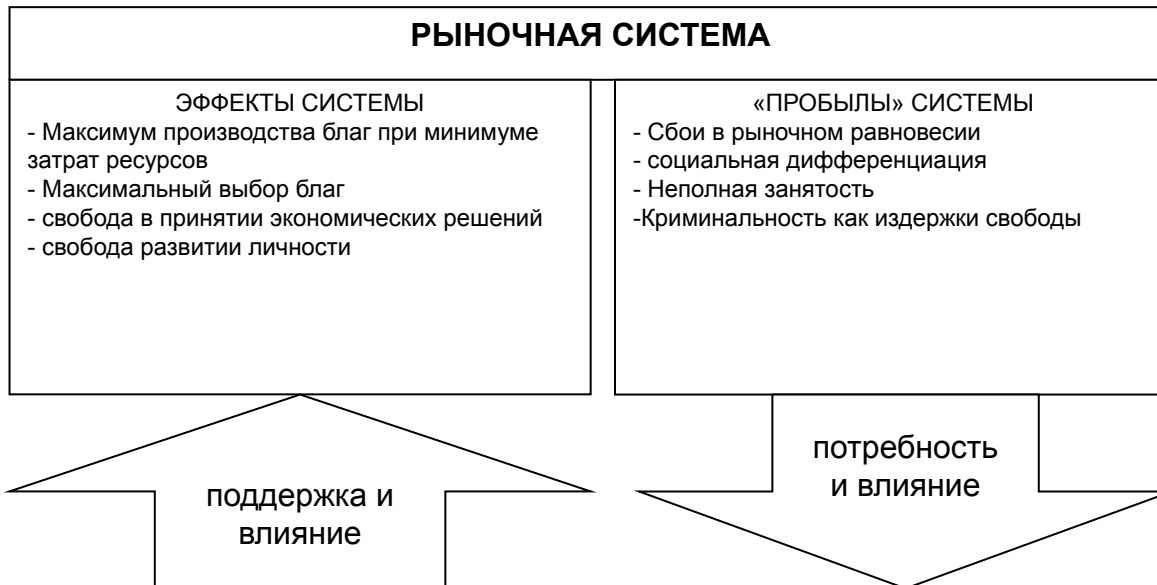 РЫНОЧНАЯ СИСТЕМА
ЭФФЕКТЫ СИСТЕМЫ
- Максимум производства благ при минимуме
затрат ресурсов
- Максимальный выбор благ
- свобода в принятии экономических решений
- свобода развитии личности
«ПРОБЫЛЫ» СИСТЕМЫ
- Сбои в рыночном равновесии
- социальная дифференциация
- Неполная занятость
-Криминальность как издержки свободы
поддержка и
влияние
потребность
и влияние